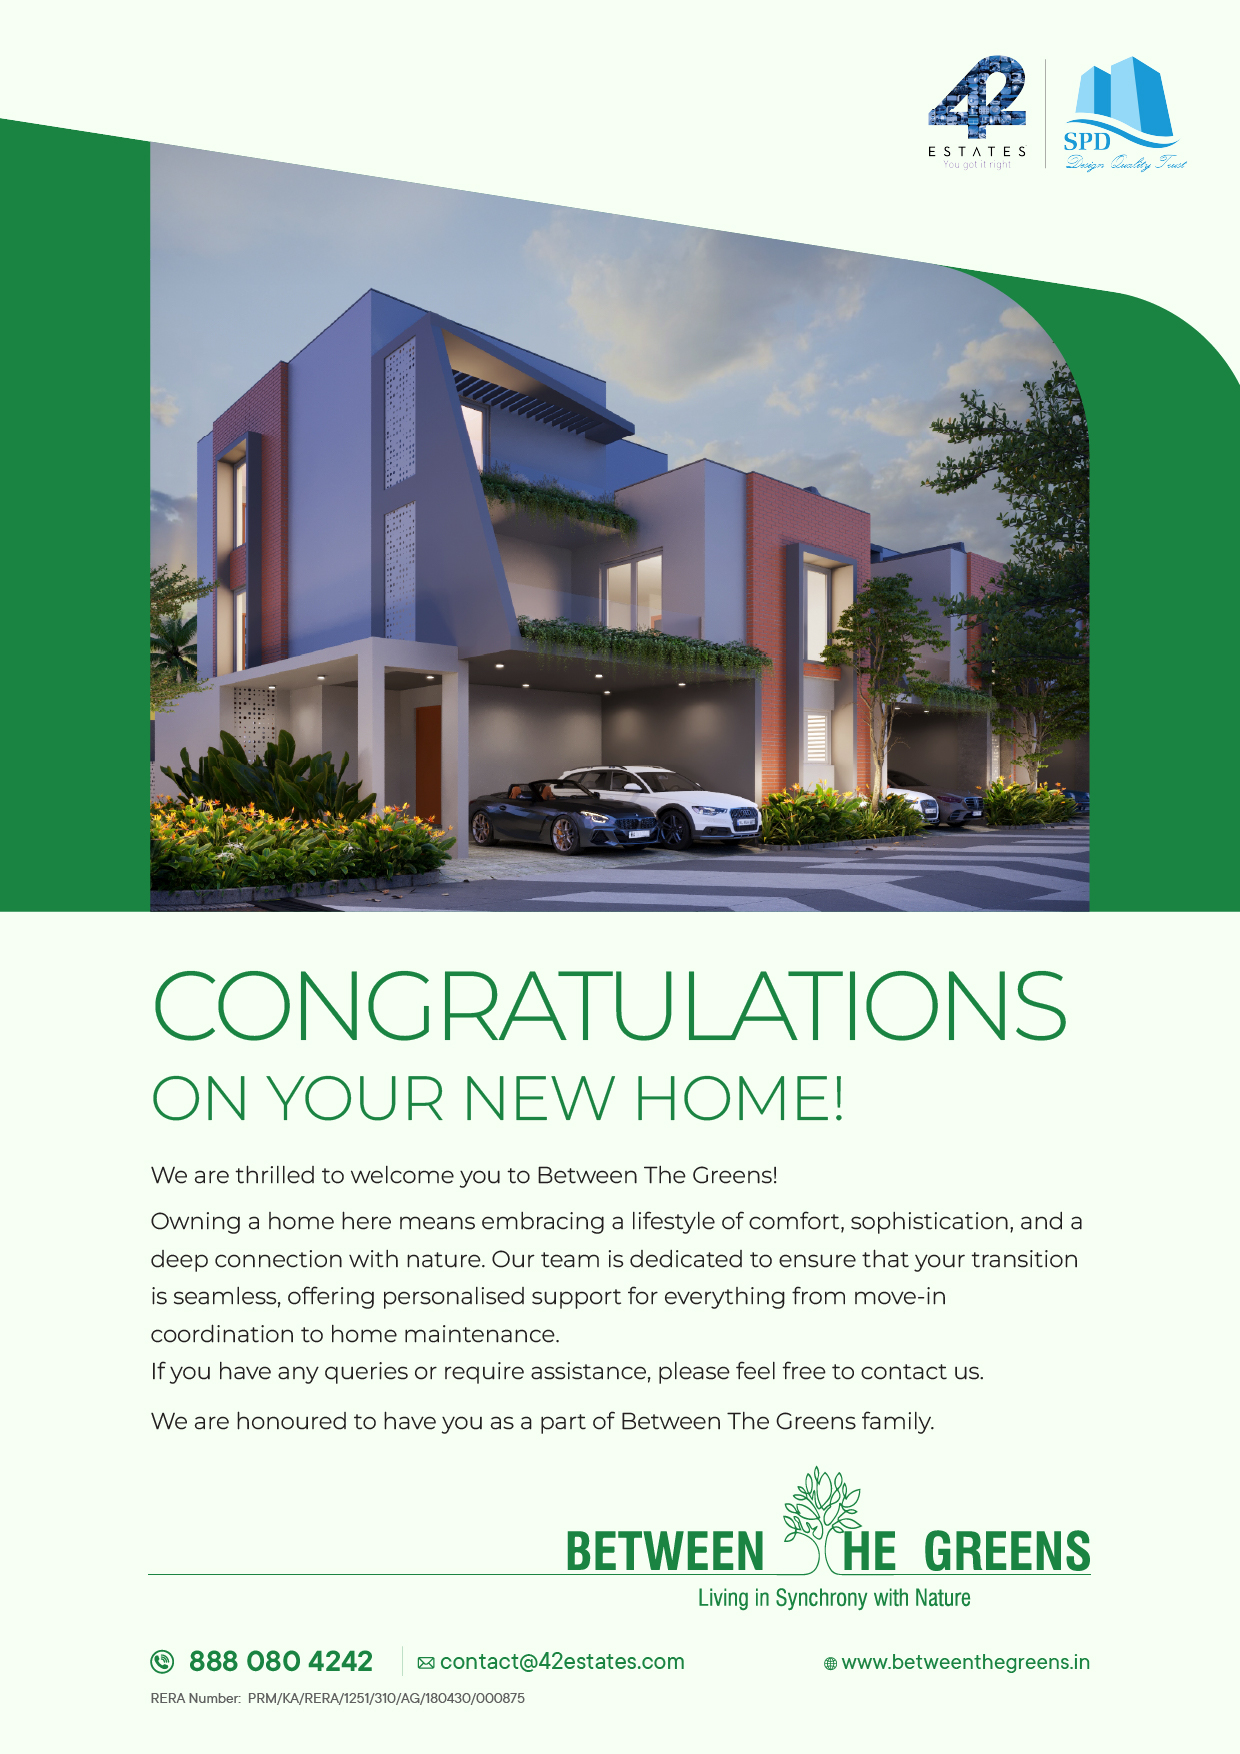 42
ESTATES
You got it right
SPD
Design Quality Trust
CONGRATULATIONS
ON YOUR NEW HOME!
We are thrilled to welcome you to Between The Greens!
Owning a home here means embracing a lifestyle of comfort, sophistication, and a
deep connection with nature. Our team is dedicated to ensure that your transition
is seamless, offering personalised support for everything from move-in
coordination to home maintenance.
If you have any queries or require assistance, please feel free to contact us.
We are honoured to have you as a part of Between The Greens family.
BETWEEN THE GREENS
Living in Synchrony with Nature
888 080 4242
contact@42estates.com
www.betweenthegreens.in
RERA Number: PRM/KA/RERA/1251/310/AG/180430/000875